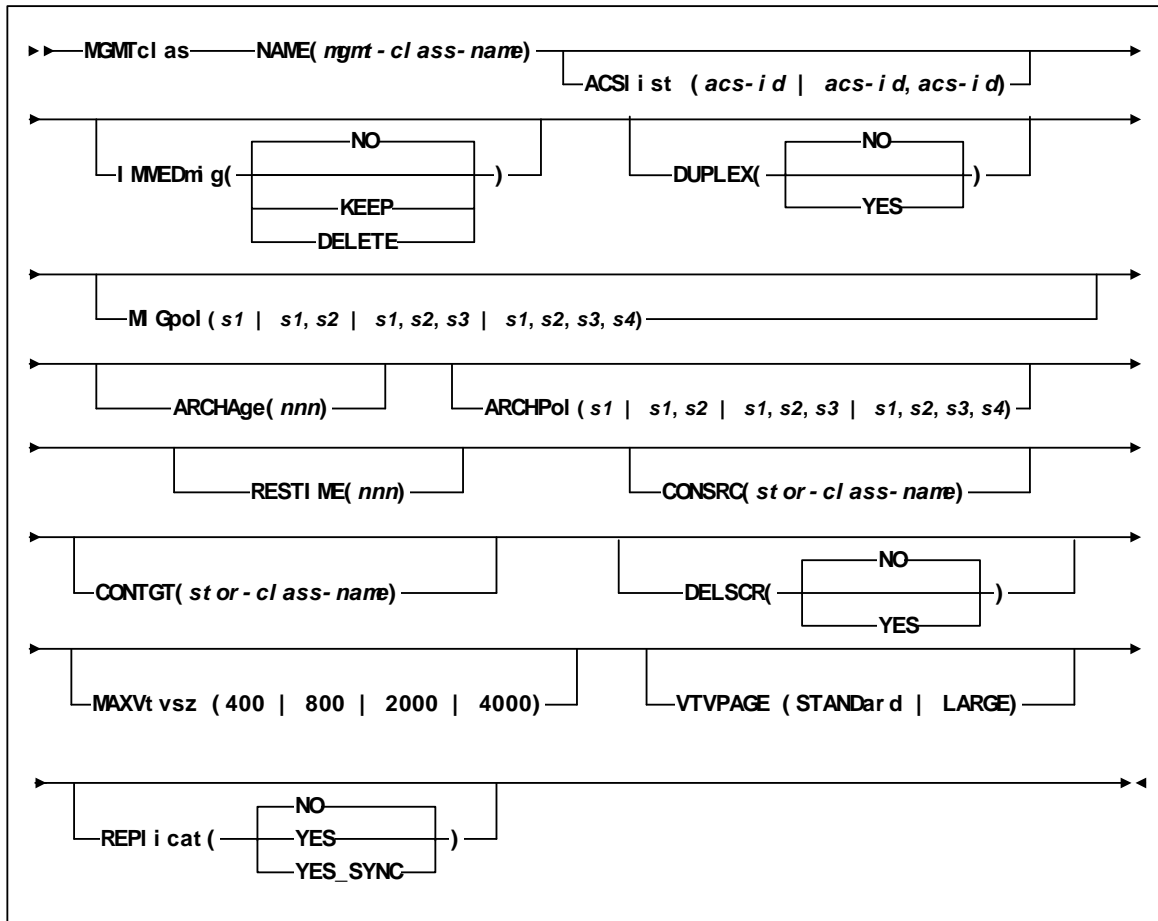 MGMTclas NAME(mgmt-class-name)
ACSlist (acs-id | acs-id,acs-id)
NO
IMMEDmig( )
KEEP
DELETE
NO
DUPLEX( )
YES
MIGpol(s1 | s1,s2 | s1,s2,s3 | s1,s2,s3,s4)
ARCHAge(nnn)
ARCHPol(s1 | s1,s2 | s1,s2,s3 | s1,s2,s3,s4)
RESTIME(nnn)
CONSRC(stor-class-name)
CONTGT(stor-class-name)
NO
DELSCR( )
YES
MAXVtvsz (400 | 800 | 2000 | 4000)
VTVPAGE (STANDard | LARGE)
NO
REPlicat( YES )
YES_SYNC